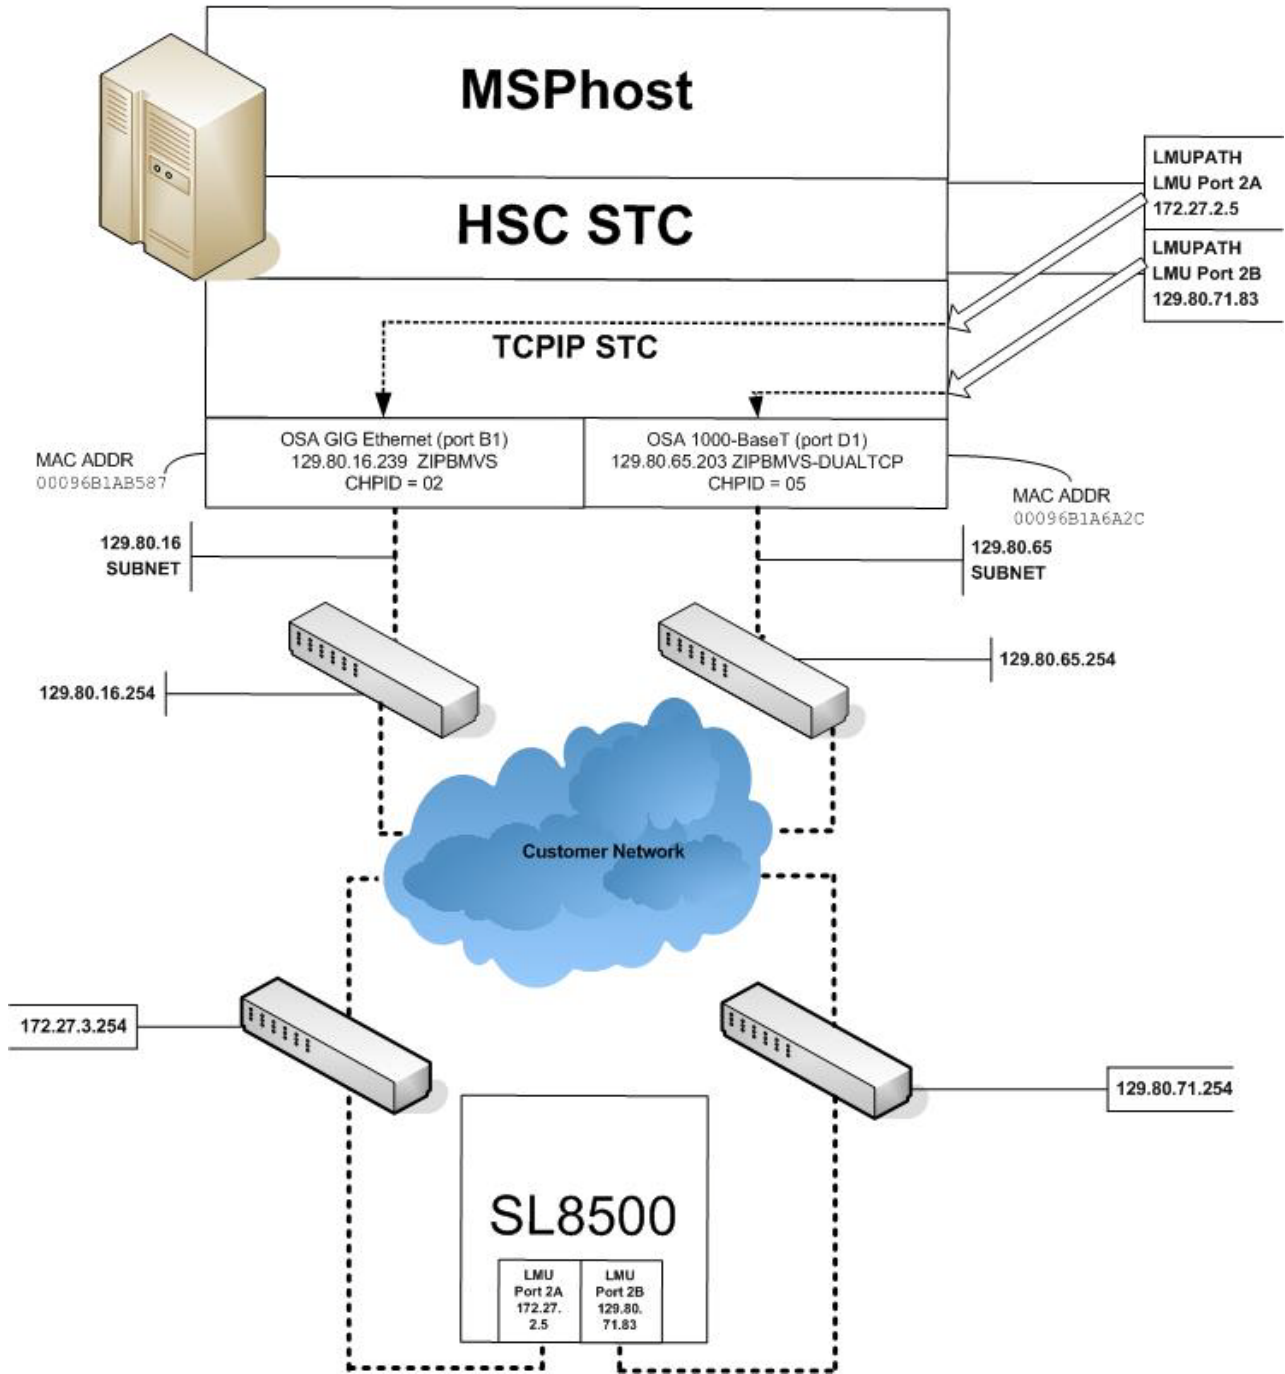 MSPhost
LMUPATH
LMU Port 2A
172.27.2.5
HSC STC
LMUPATH
LMU Port 2B
129.80.71.83
TCPIP STC
OSA GIG Ethernet (port B1)
129.80.16.239 ZIPBMVS
CHPID = 02
OSA 1000-BaseT (port D1)
129.80.65.203 ZIPBMVS-DUALTCP
CHPID = 05
MAC ADDR
00096B1AB587
MAC ADDR
00096B1A6A2C
129.80.16
SUBNET
129.80.65
SUBNET
129.80.65.254
129.80.16.254
Customer Network
172.27.3.254
129.80.71.254
SL8500
LMU
Port 2A
172.27.
2.5
LMU
Port 2B
129.80.
71.83